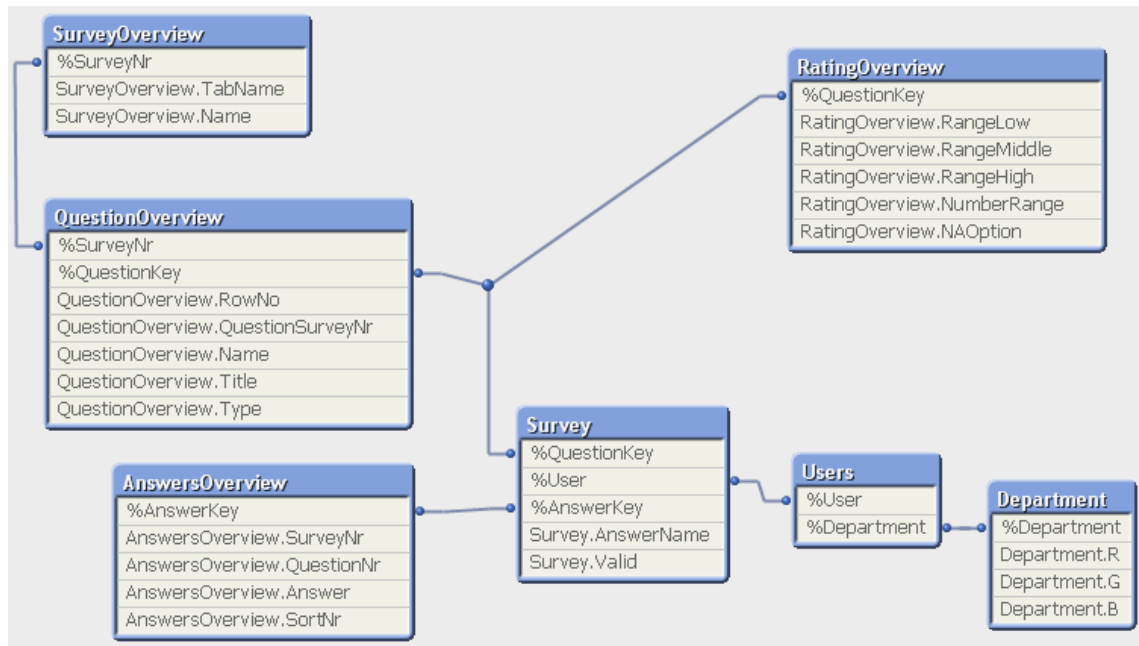 SurveyOverview
%SurveyNr
SurveyOverview.TabName
SurveyOverview.Name
RatingOverview
%QuestionKey
RatingOverview.RangeLow
RatingOverview.RangeMiddle
RatingOverview.RangeHigh
RatingOverview.NumberRange
RatingOverview.NAOption
QuestionOverview
%SurveyNr
%QuestionKey
QuestionOverview.RowNo
QuestionOverview.QuestionSurveyNr
QuestionOverview.Name
QuestionOverview.Title
QuestionOverview.Type
Survey
%QuestionKey
%User
%AnswerKey
Survey.AnswerName
Survey.Valid
AnswersOverview
%AnswerKey
AnswersOverview.SurveyNr
AnswersOverview.QuestionNr
AnswersOverview.Answer
AnswersOverview.SortNr
Users
%User
%Department
Department
%Department
Department.R
Department.G
Department.B